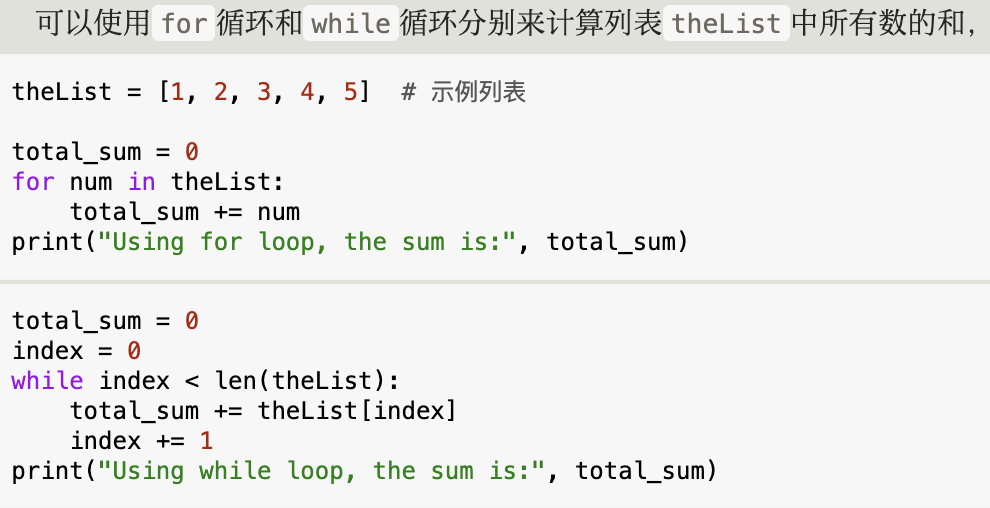 可以使用for循环和while循环分别来计算列表theList中所有数的和，
theList = [1, 2, 3, 4, 5]  # 示例列表
total_sum = 0
for num in theList:
    total_sum += num
print("Using for loop, the sum is:", total_sum)
total_sum = 0
index = 0
while index < len(theList):
    total_sum += theList[index]
    index += 1
print("Using while loop, the sum is:", total_sum)